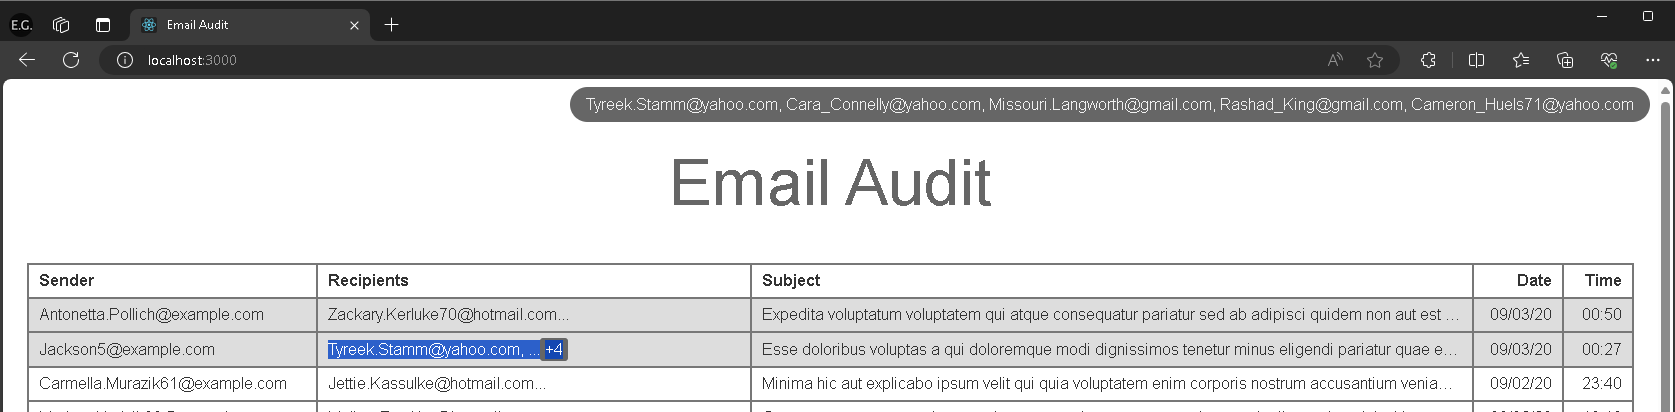 E.G. Email Audit
localhost:3000
Tyreek.Stamm@yahoo.com, Cara_Connelly@yahoo.com, Missouri.Langworth@gmail.com, Rashad_King@gmail.com, Cameron_Huels71@yahoo.com
Email Audit
Sender Recipients Subject Date Time
Antonetta.Pollich@example.com Zackary.Kerluke70@hotmail.com... Expedita voluptatum voluptatem qui atque consequatur pariatur sed ab adipisci quidem non aut est ... 09/03/20 00:50
Jackson5@example.com Tyreek.Stamm@yahoo.com, ... +4 Esse doloribus voluptas a qui doloremque modi dignissimos tenetur minus eligendi pariatur quae e... 09/03/20 00:27
Carmella.Murazik61@example.com Jettie.Kassulke@hotmail.com... Minima hic aut explicabo ipsum velit qui quia voluptatem enim corporis nostrum accusantium venia... 09/02/20 23:40